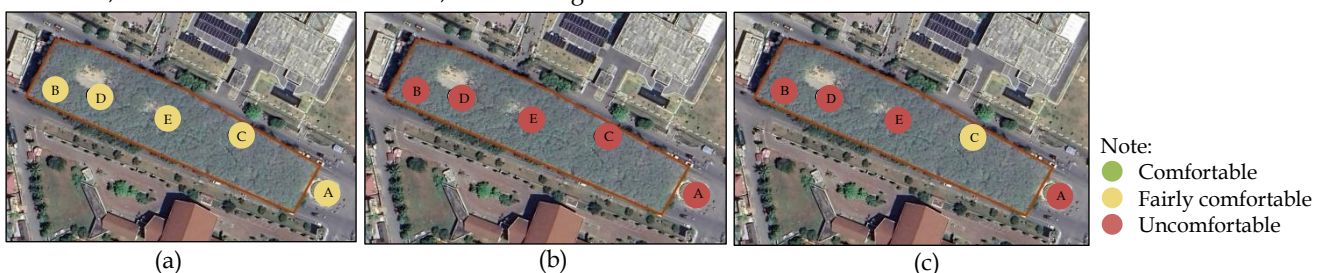 B
D
E
C
A
(a)
B
D
E
C
A
(b)
B
D
E
C
A
(c)
Note:
Comfortable
Fairly comfortable
Uncomfortable